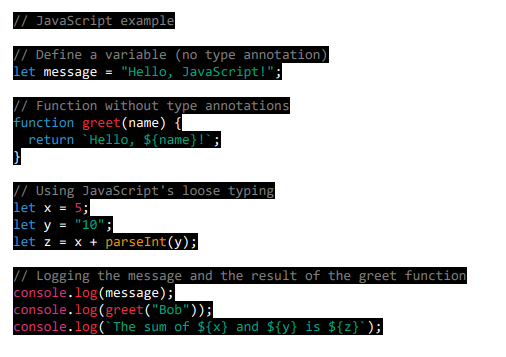 // JavaScript example
// Define a variable (no type annotation)
let message = "Hello, JavaScript!";
// Function without type annotations
function greet(name) {
  return `Hello, ${name}!`;
}
// Using JavaScript's loose typing
let x = 5;
let y = "10";
let z = x + parseInt(y);
// Logging the message and the result of the greet function
console.log(message);
console.log(greet("Bob"));
console.log(`The sum of ${x} and ${y} is ${z}`);